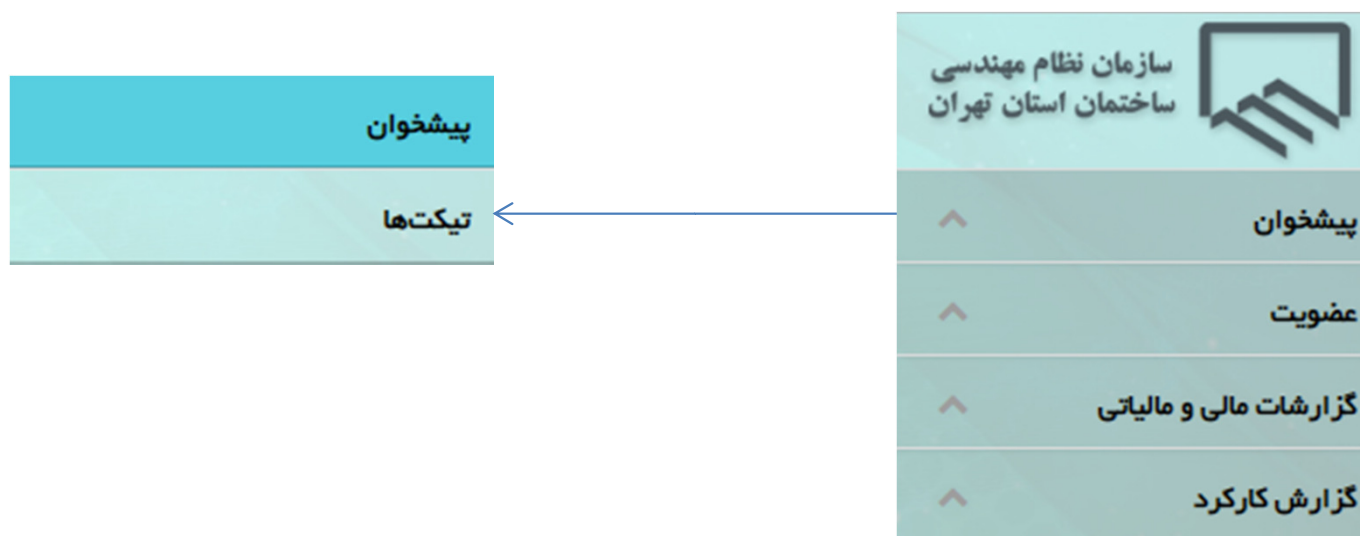 سازمان نظام مهندسی
ساختمان استان تهران
پیشخوان
عضویت
گزارشات مالی و مالیاتی
گزارش کارکرد
پیشخوان
تیکت‌ها